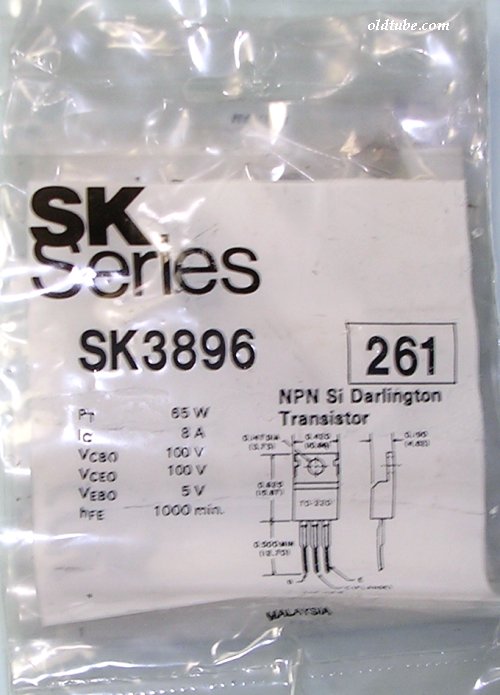 oldtube.com
SK
Series
SK3896
261
NPN Si Darlington
Transistor
PT 65 W
IC 8 A
VCBO 100 V
VCEO 100 V
VEBO 5 V
hFE 1000 min.
TO-220
MALAYSIA